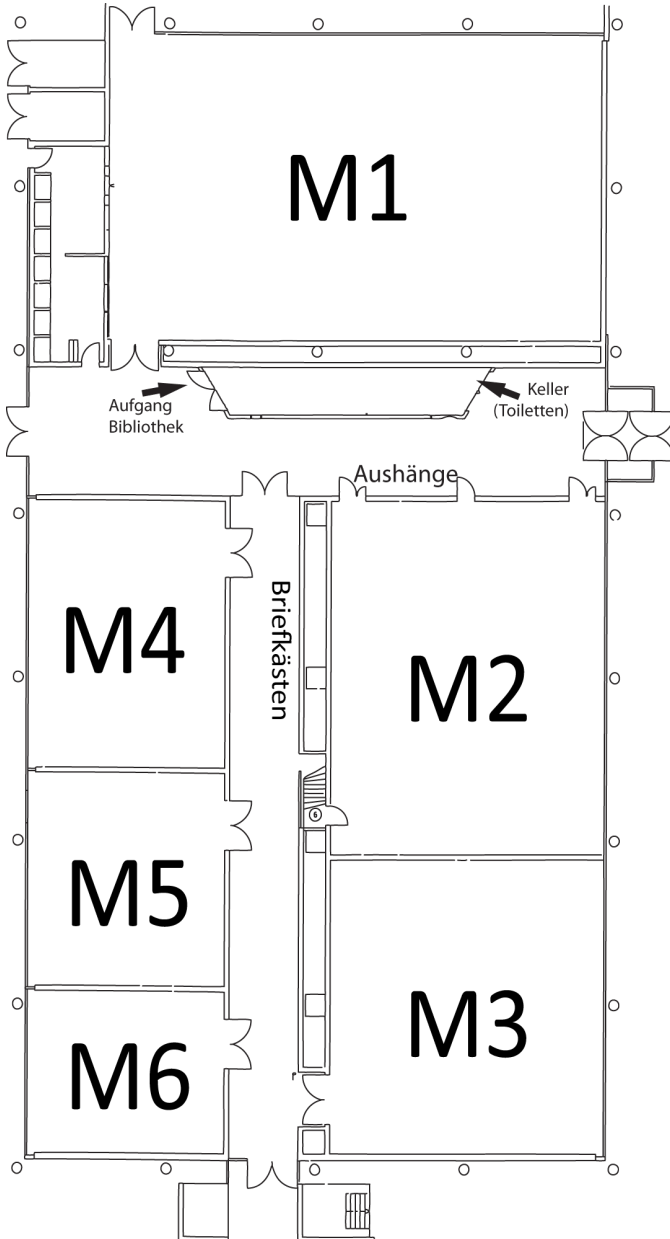 M1
Aufgang
Bibliothek
Keller
(Toiletten)
Aushänge
M4
Briefkästen
M2
6
M5
M3
M6